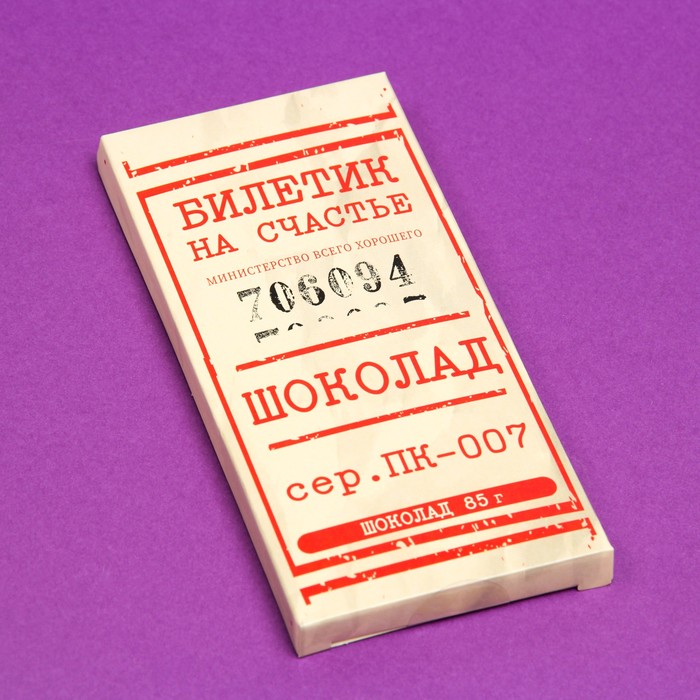 БИЛЕТИК
НА СЧАСТЬЕ
МИНИСТЕРСТВО ВСЕГО ХОРОШЕГО
706094
ШОКОЛАД
сер.ПК-007
ШОКОЛАД 85 г